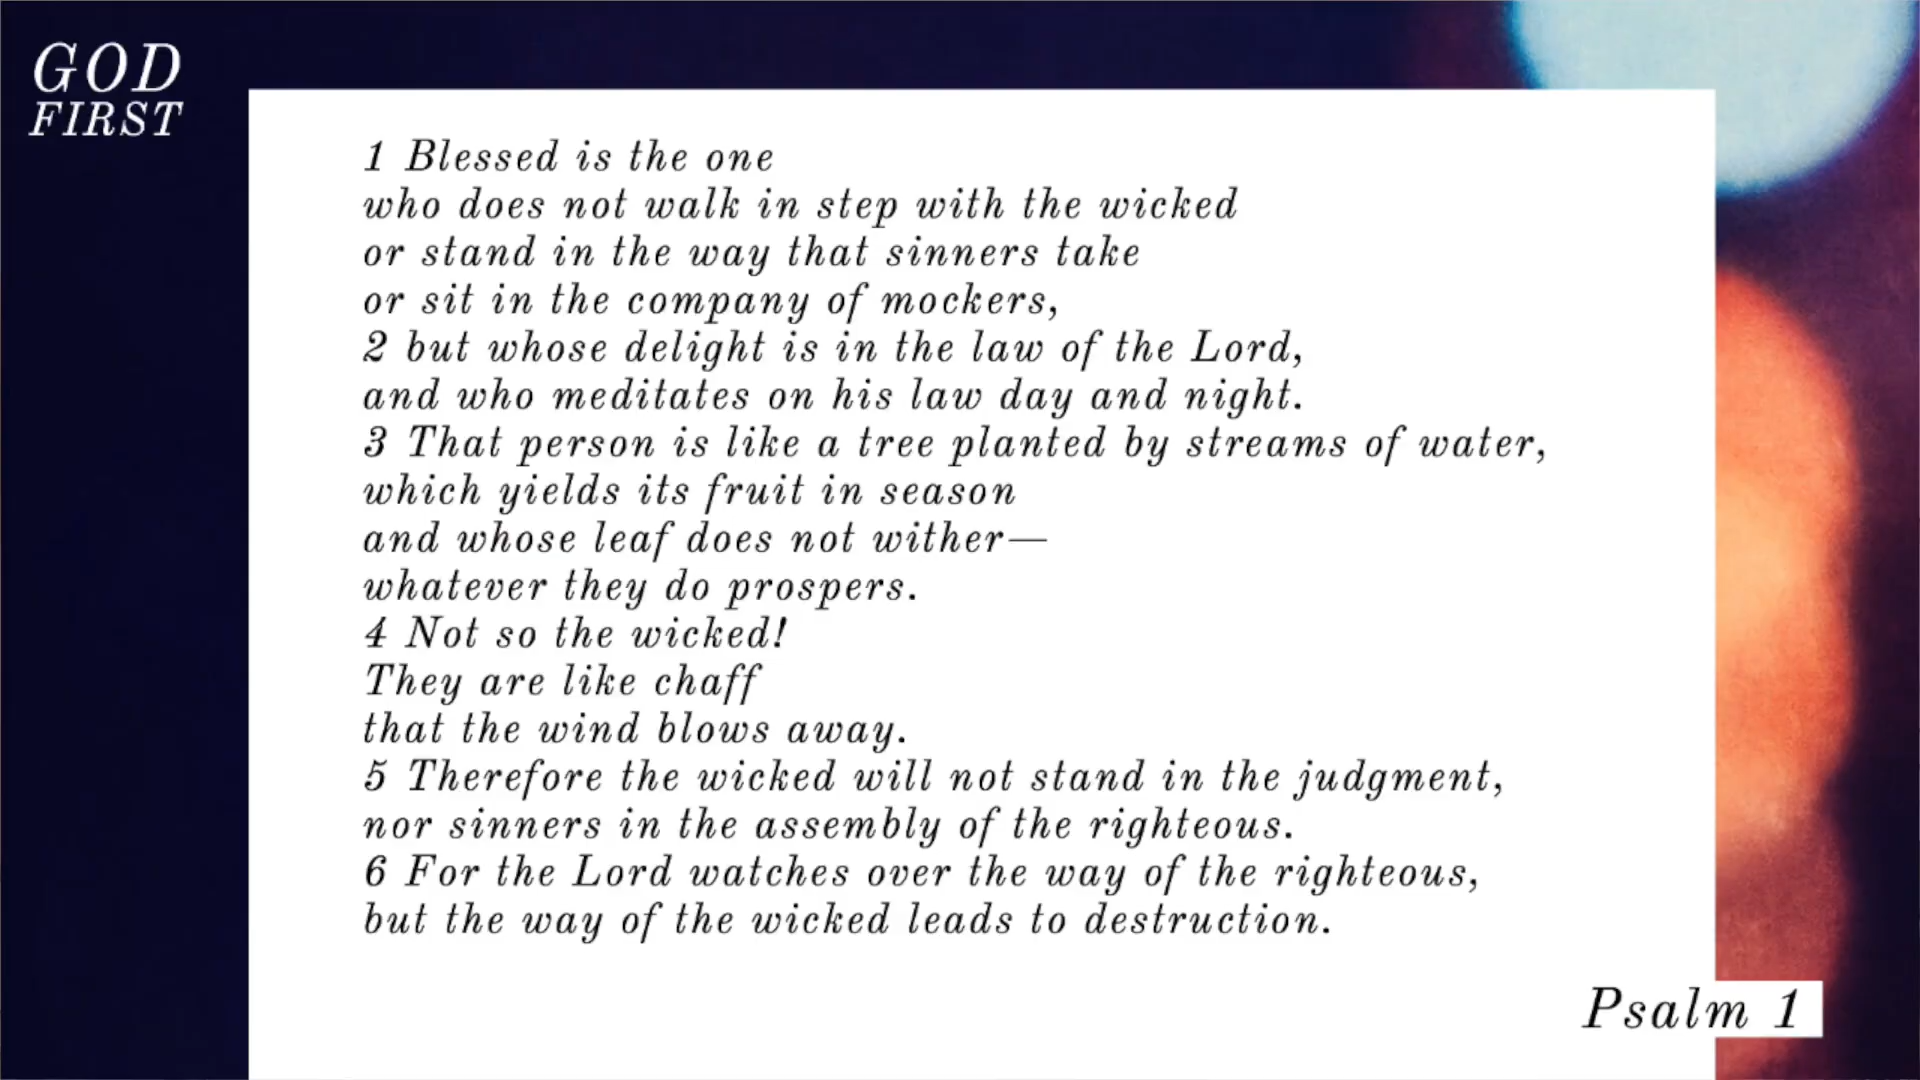 GOD
FIRST
1 Blessed is the one
who does not walk in step with the wicked
or stand in the way that sinners take
or sit in the company of mockers,
2 but whose delight is in the law of the Lord,
and who meditates on his law day and night.
3 That person is like a tree planted by streams of water,
which yields its fruit in season
and whose leaf does not wither—
whatever they do prospers.
4 Not so the wicked!
They are like chaff
that the wind blows away.
5 Therefore the wicked will not stand in the judgment,
nor sinners in the assembly of the righteous.
6 For the Lord watches over the way of the righteous,
but the way of the wicked leads to destruction.
Psalm 1